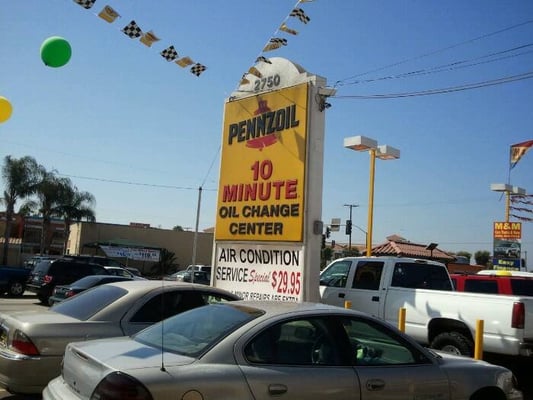 2750
PENNZOIL
10
MINUTE
OIL CHANGE
CENTER
AIR CONDITION
SERVICE Special $29.95
M&M